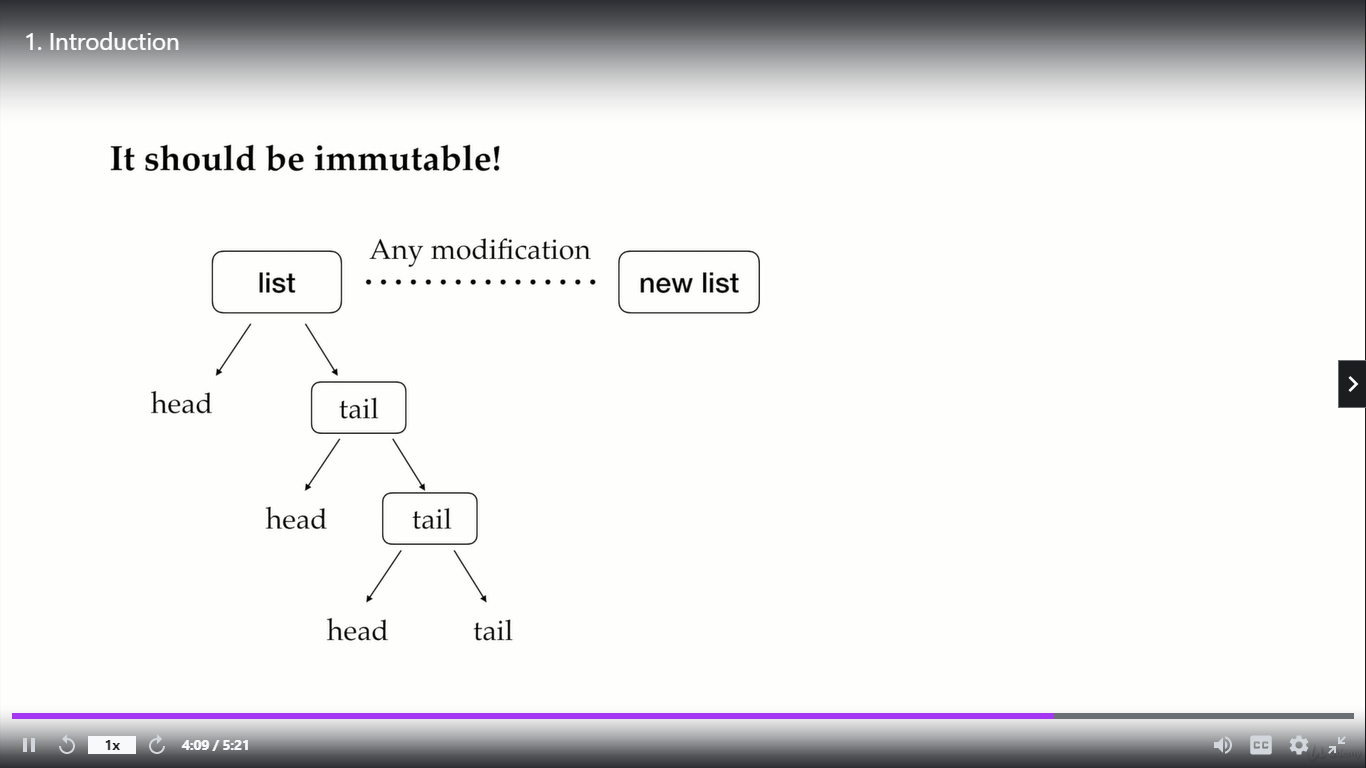 1. Introduction
It should be immutable!
Any modification
list
new list
head
tail
head
tail
head
tail
1x
4:09 / 5:21
CC